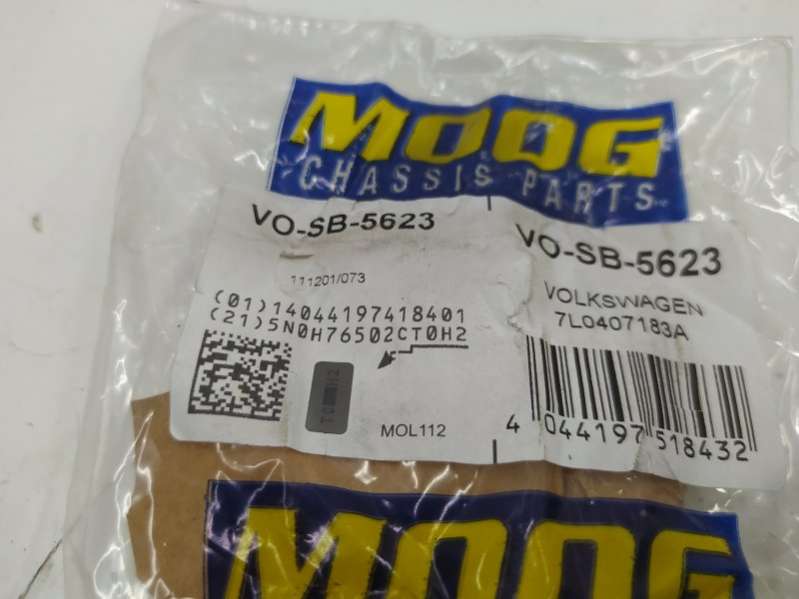 MOOG
CHASSIS PARTS
VO-SB-5623
111201/073
(01)14044197418401
(21)5N0H76502CT0H2
MOL112
VO-SB-5623
VOLKSWAGEN
7L0407183A
4 044197 518432
MOOG